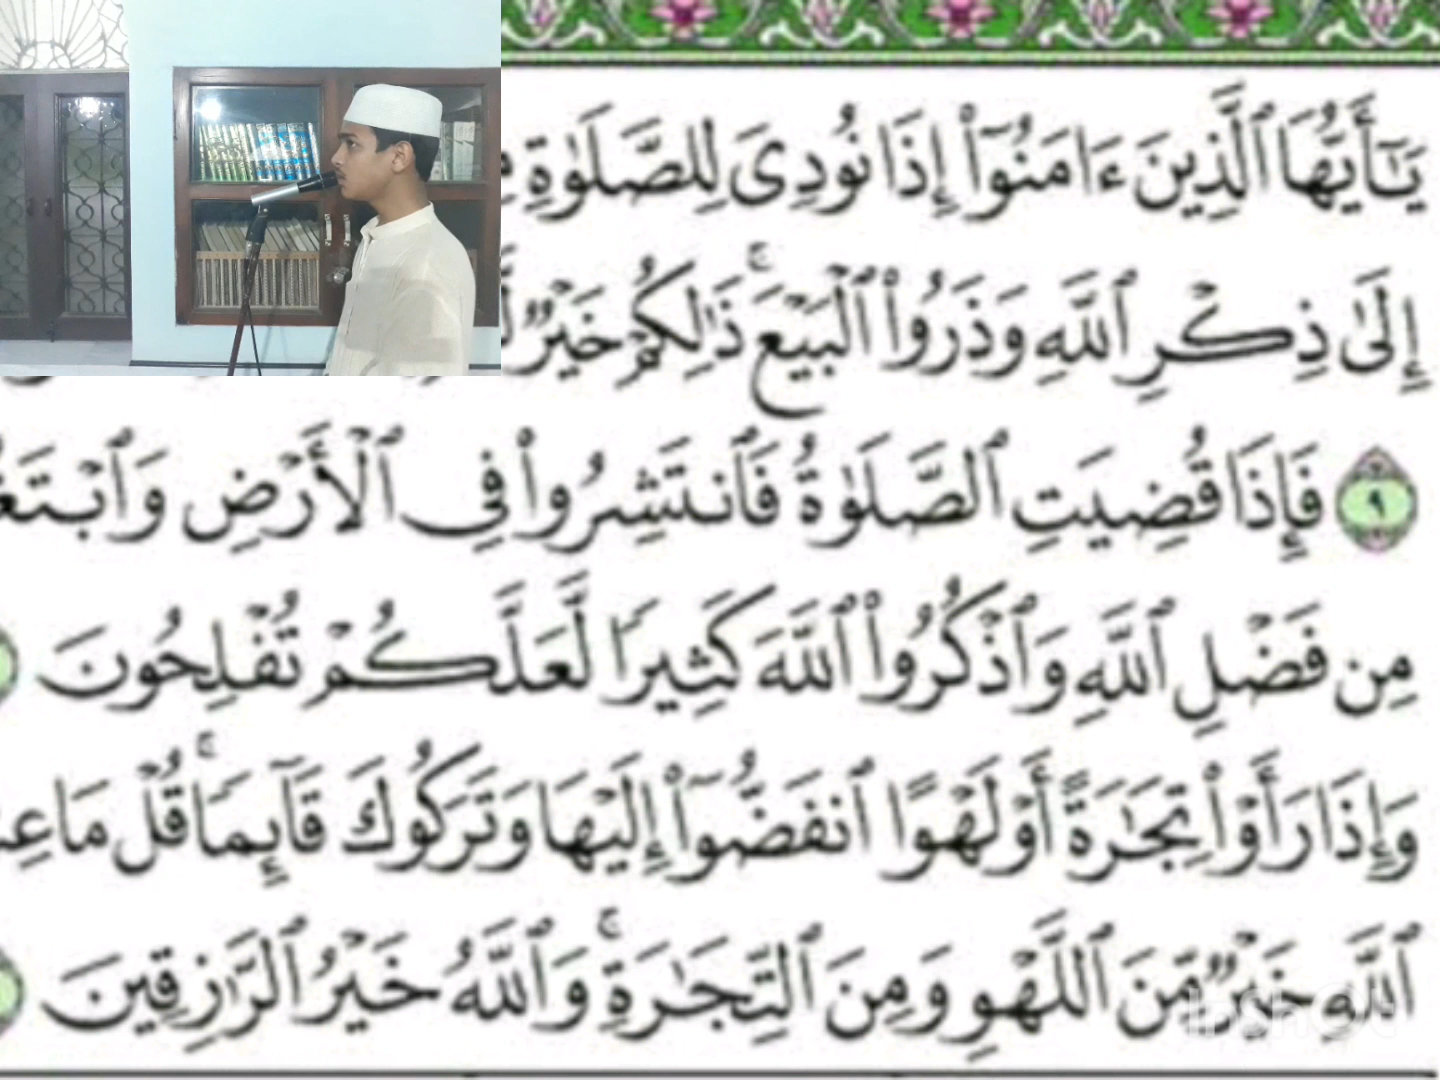 يَٰٓأَيُّهَا ٱلَّذِينَ ءَامَنُوٓا۟ إِذَا نُودِىَ لِلصَّلَوٰةِ
إِلَىٰ ذِكْرِ ٱللَّهِ وَذَرُوا۟ ٱلْبَيْعَ ۚ ذَٰلِكُمْ خَيْرٌ
٩ فَإِذَا قُضِيَتِ ٱلصَّلَوٰةُ فَٱنتَشِرُوا۟ فِى ٱلْأَرْضِ وَٱبْتَغُ
مِن فَضْلِ ٱللَّهِ وَٱذْكُرُوا۟ ٱللَّهَ كَثِيرًا لَّعَلَّكُمْ تُفْلِحُونَ
وَإِذَا رَأَوْا۟ تِجَٰرَةً أَوْ لَهْوًا ٱنفَضُّوٓا۟ إِلَيْهَا وَتَرَكُوكَ قَآئِمًا ۚ قُلْ مَا عِ
ٱللَّهِ خَيْرٌ مِّنَ ٱللَّهْوِ وَمِنَ ٱلتِّجَٰرَةِ ۚ وَٱللَّهُ خَيْرُ ٱلرَّٰزِقِينَ